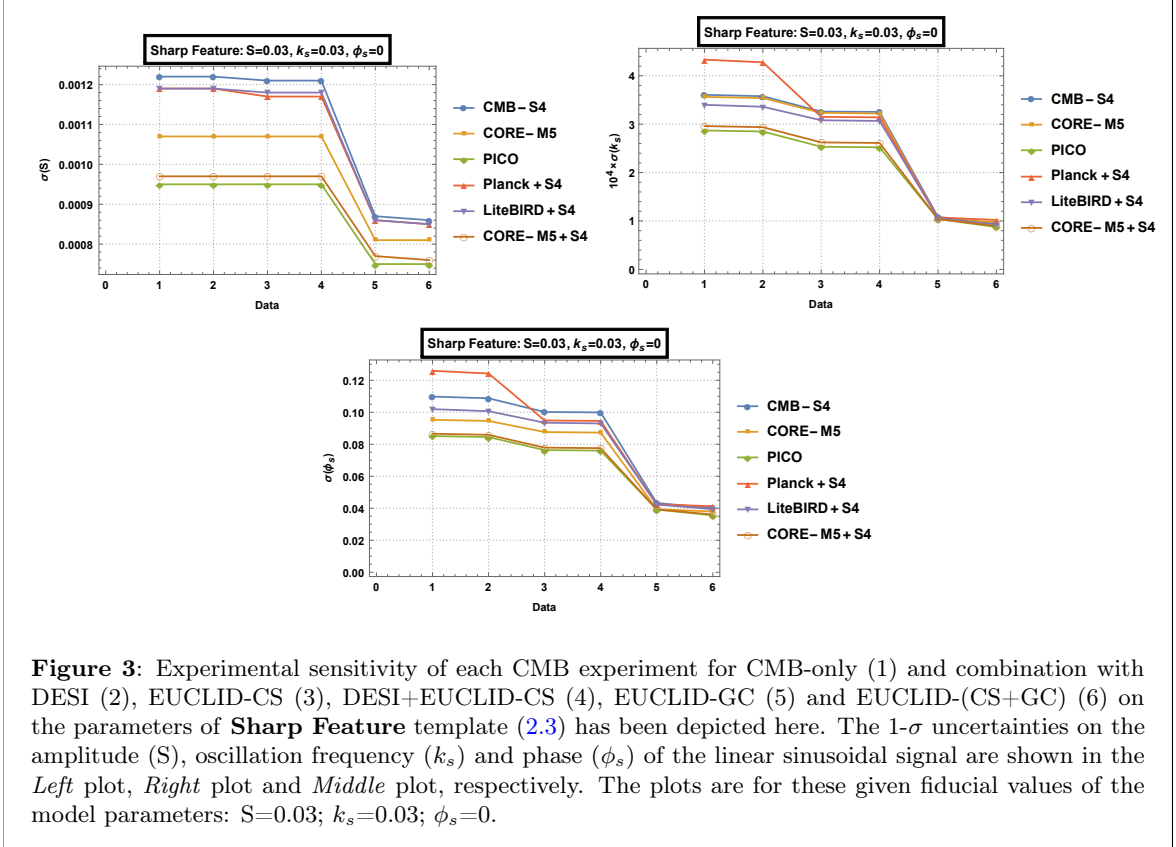 Sharp Feature: S=0.03, k_s=0.03, ϕ_s=0
σ(S)
0.0012
0.0011
0.0010
0.0009
0.0008
0 1 2 3 4 5 6
Data
CMB-S4
CORE-M5
PICO
Planck+S4
LiteBIRD+S4
CORE-M5+S4
Sharp Feature: S=0.03, k_s=0.03, ϕ_s=0
10^4×σ(k_s)
4
3
2
1
0
0 1 2 3 4 5 6
Data
CMB-S4
CORE-M5
PICO
Planck+S4
LiteBIRD+S4
CORE-M5+S4
Sharp Feature: S=0.03, k_s=0.03, ϕ_s=0
σ(ϕ_s)
0.12
0.10
0.08
0.06
0.04
0.02
0.00
0 1 2 3 4 5 6
Data
CMB-S4
CORE-M5
PICO
Planck+S4
LiteBIRD+S4
CORE-M5+S4
Figure 3: Experimental sensitivity of each CMB experiment for CMB-only (1) and combination with
DESI (2), EUCLID-CS (3), DESI+EUCLID-CS (4), EUCLID-GC (5) and EUCLID-(CS+GC) (6) on
the parameters of Sharp Feature template (2.3) has been depicted here. The 1-σ uncertainties on the
amplitude (S), oscillation frequency (k_s) and phase (ϕ_s) of the linear sinusoidal signal are shown in the
Left plot, Right plot and Middle plot, respectively. The plots are for these given fiducial values of the
model parameters: S=0.03; k_s=0.03; ϕ_s=0.